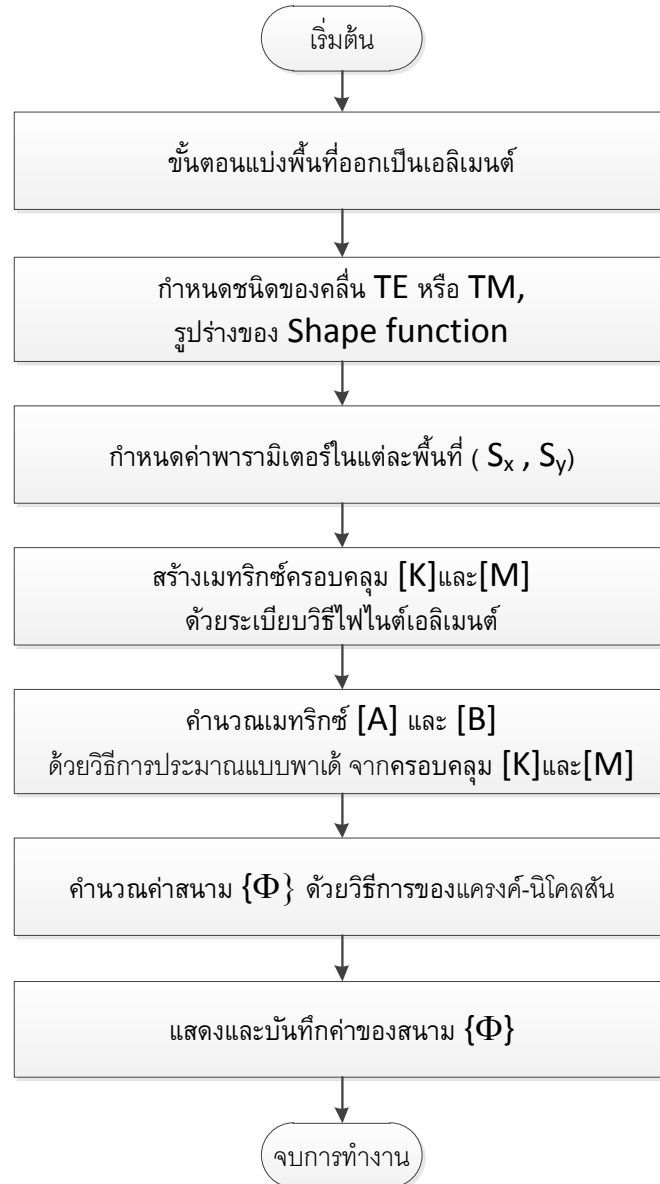 เริ่มต้น
ขั้นตอนแบ่งพื้นที่ออกเป็นเอลิเมนต์
กำหนดชนิดของคลื่น TE หรือ TM,
รูปร่างของ Shape function
กำหนดค่าพารามิเตอร์ในแต่ละพื้นที่ ( Sx , Sy)
สร้างเมทริกซ์ครอบคลุม [K]และ[M]
ด้วยระเบียบวิธีไฟไนต์เอลิเมนต์
คำนวณเมทริกซ์ [A] และ [B]
ด้วยวิธีการประมาณแบบพาเด้ จากครอบคลุม [K]และ[M]
คำนวณค่าสนาม {Φ} ด้วยวิธีการของแครงค์-นิโคลสัน
แสดงและบันทึกค่าของสนาม {Φ}
จบการทำงาน